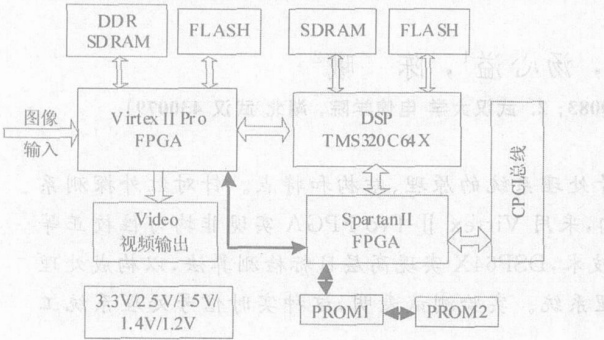 DDR
SDRAM
FLASH
SDRAM
FLASH
图像
输入
Virtex II Pro
FPGA
DSP
TMS320C64X
CPCI总线
Video
视频输出
SpartanII
FPGA
3.3V/2.5V/1.5V/
1.4V/1.2V
PROM1
PROM2